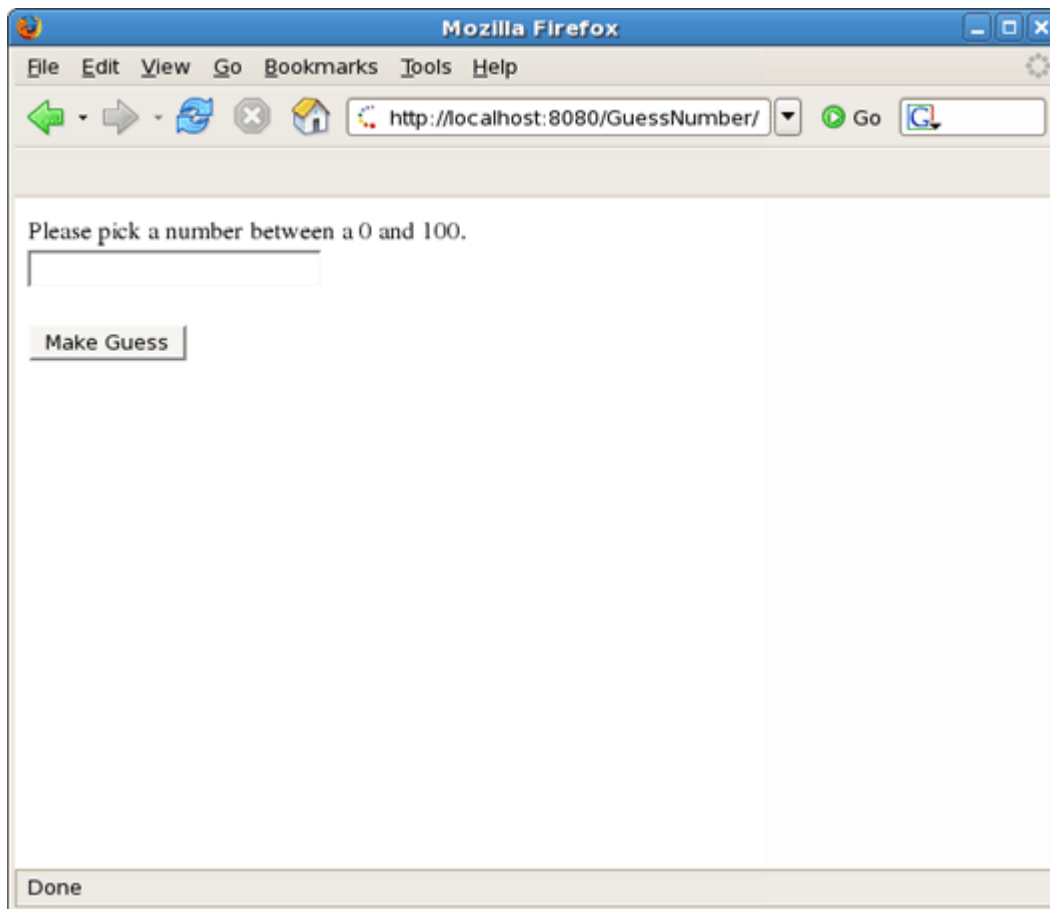 Mozilla Firefox
File Edit View Go Bookmarks Tools Help
http://localhost:8080/GuessNumber/ Go G
Please pick a number between a 0 and 100.
Make Guess
Done